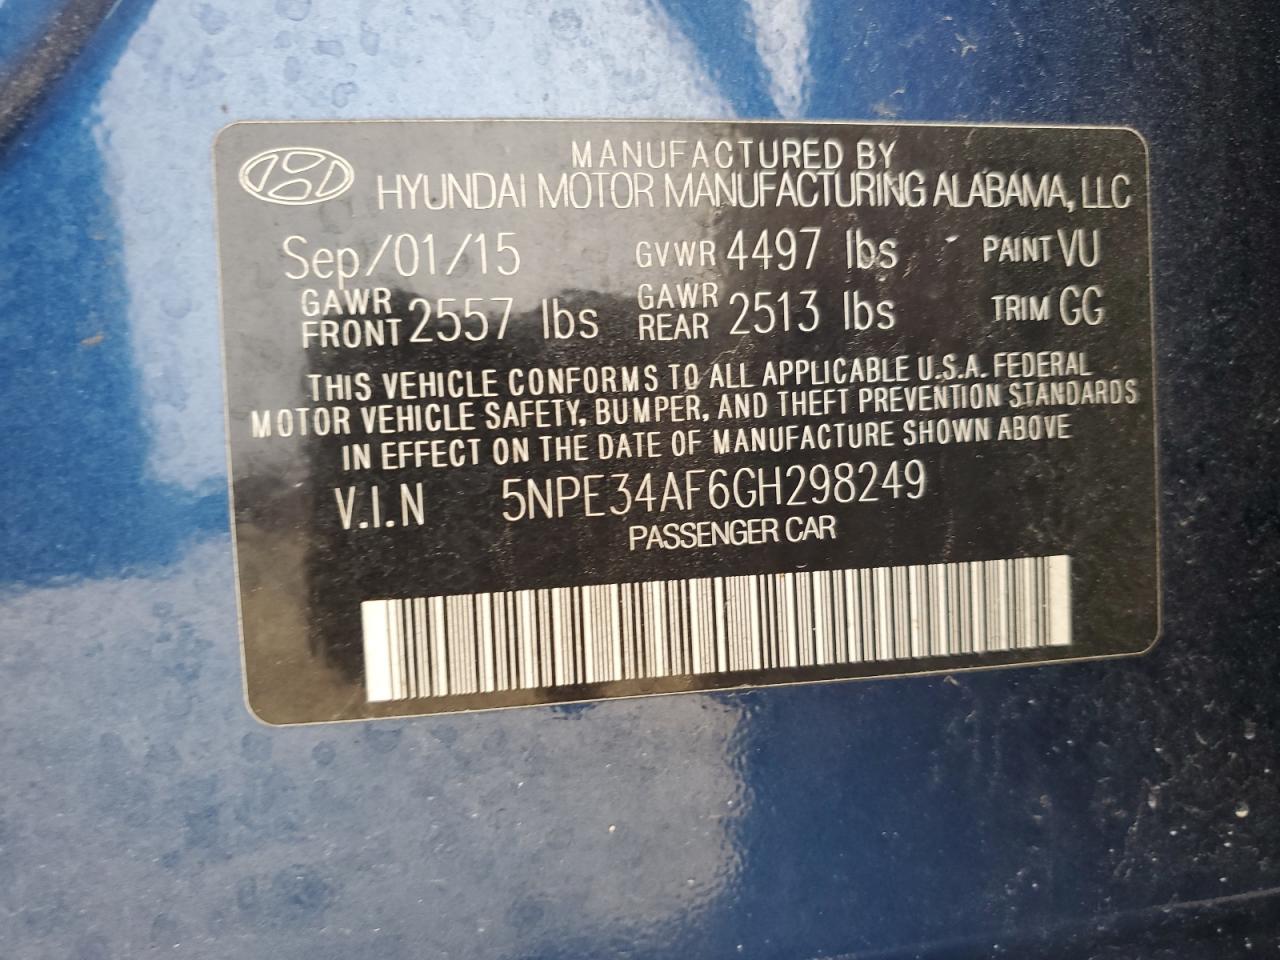 MANUFACTURED BY
HYUNDAI MOTOR MANUFACTURING ALABAMA, LLC
Sep/01/15 GVWR 4497 lbs PAINT VU
GAWR FRONT 2557 lbs GAWR REAR 2513 lbs TRIM GG
THIS VEHICLE CONFORMS TO ALL APPLICABLE U.S.A. FEDERAL
MOTOR VEHICLE SAFETY, BUMPER, AND THEFT PREVENTION STANDARDS
IN EFFECT ON THE DATE OF MANUFACTURE SHOWN ABOVE
V.I.N 5NPE34AF6GH298249
PASSENGER CAR